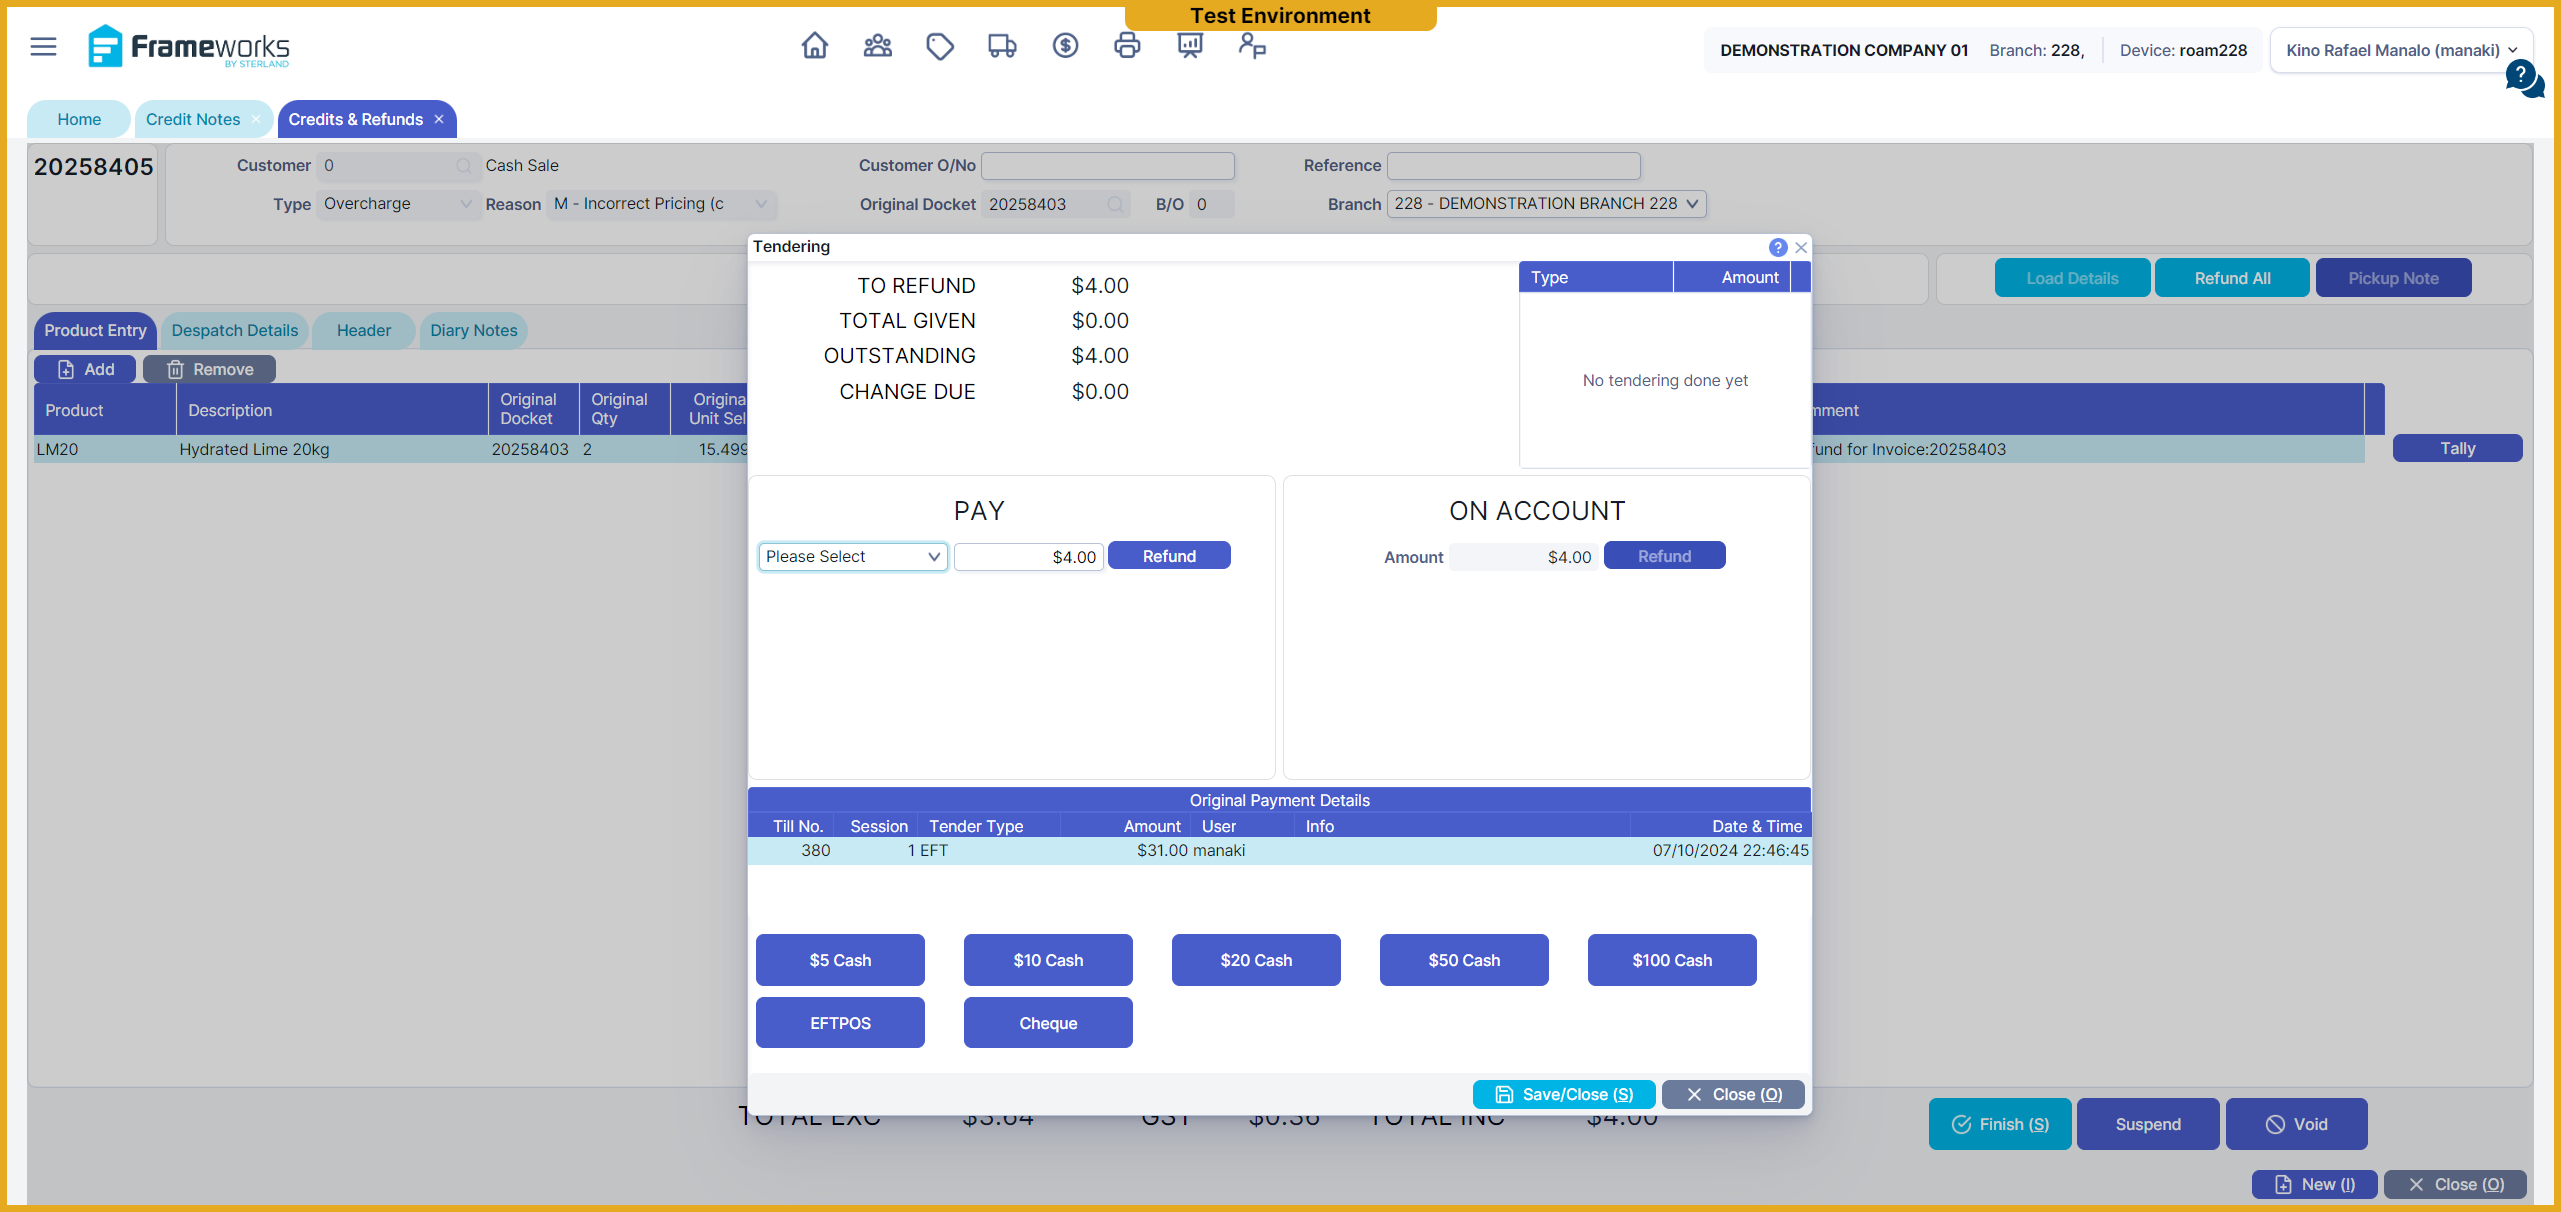 Test Environment
Frameworks
BY STERLAND
DEMONSTRATION COMPANY 01 Branch: 228, Device: roam228 Kino Rafael Manalo (manaki)
?
Home Credit Notes × Credits & Refunds ×
20258405 Customer 0 Cash Sale Customer O/No Reference
Type Overcharge Reason M - Incorrect Pricing (c Original Docket 20258403 B/O 0 Branch 228 - DEMONSTRATION BRANCH 228
Load Details Refund All Pickup Note
Product Entry Despatch Details Header Diary Notes
Add Remove
Product Description Original Docket Original Qty Origina Unit Sel mment
LM20 Hydrated Lime 20kg 20258403 2 15.499 und for Invoice:20258403 Tally
Tendering ?
TO REFUND $4.00
TOTAL GIVEN $0.00
OUTSTANDING $4.00
CHANGE DUE $0.00
Type Amount
No tendering done yet
PAY
Please Select $4.00 Refund
ON ACCOUNT
Amount $4.00 Refund
Original Payment Details
Till No. Session Tender Type Amount User Info Date & Time
380 1 EFT $31.00 manaki 07/10/2024 22:46:45
$5 Cash $10 Cash $20 Cash $50 Cash $100 Cash
EFTPOS Cheque
Save/Close (S) Close (O)
TOTAL EXC $3.64 GST $0.36 TOTAL INC $4.00
Finish (S) Suspend Void
New (I) Close (O)